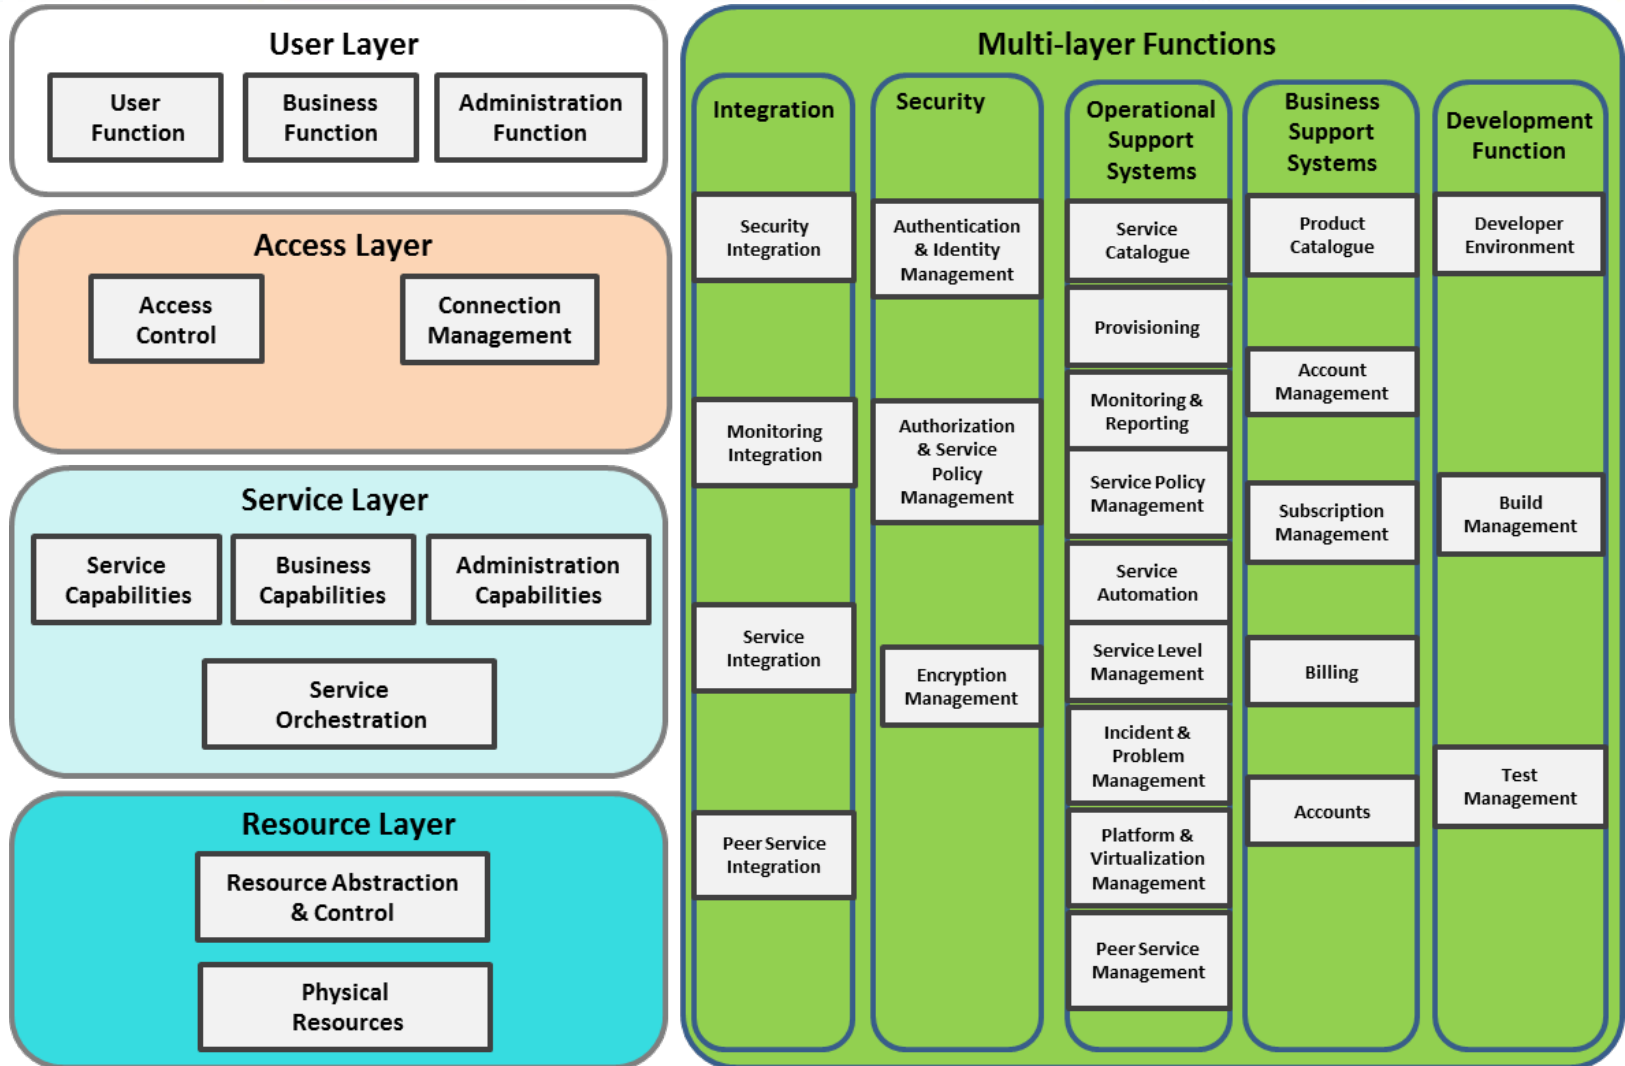 User Layer
User
Function
Business
Function
Administration
Function
Access Layer
Access
Control
Connection
Management
Service Layer
Service
Capabilities
Business
Capabilities
Administration
Capabilities
Service
Orchestration
Resource Layer
Resource Abstraction
& Control
Physical
Resources
Multi-layer Functions
Integration
Security
Integration
Monitoring
Integration
Service
Integration
Peer Service
Integration
Security
Authentication
& Identity
Management
Authorization
& Service
Policy
Management
Encryption
Management
Operational
Support
Systems
Service
Catalogue
Provisioning
Monitoring &
Reporting
Service Policy
Management
Service
Automation
Service Level
Management
Incident &
Problem
Management
Platform &
Virtualization
Management
Peer Service
Management
Business
Support
Systems
Product
Catalogue
Account
Management
Subscription
Management
Billing
Accounts
Development
Function
Developer
Environment
Build
Management
Test
Management